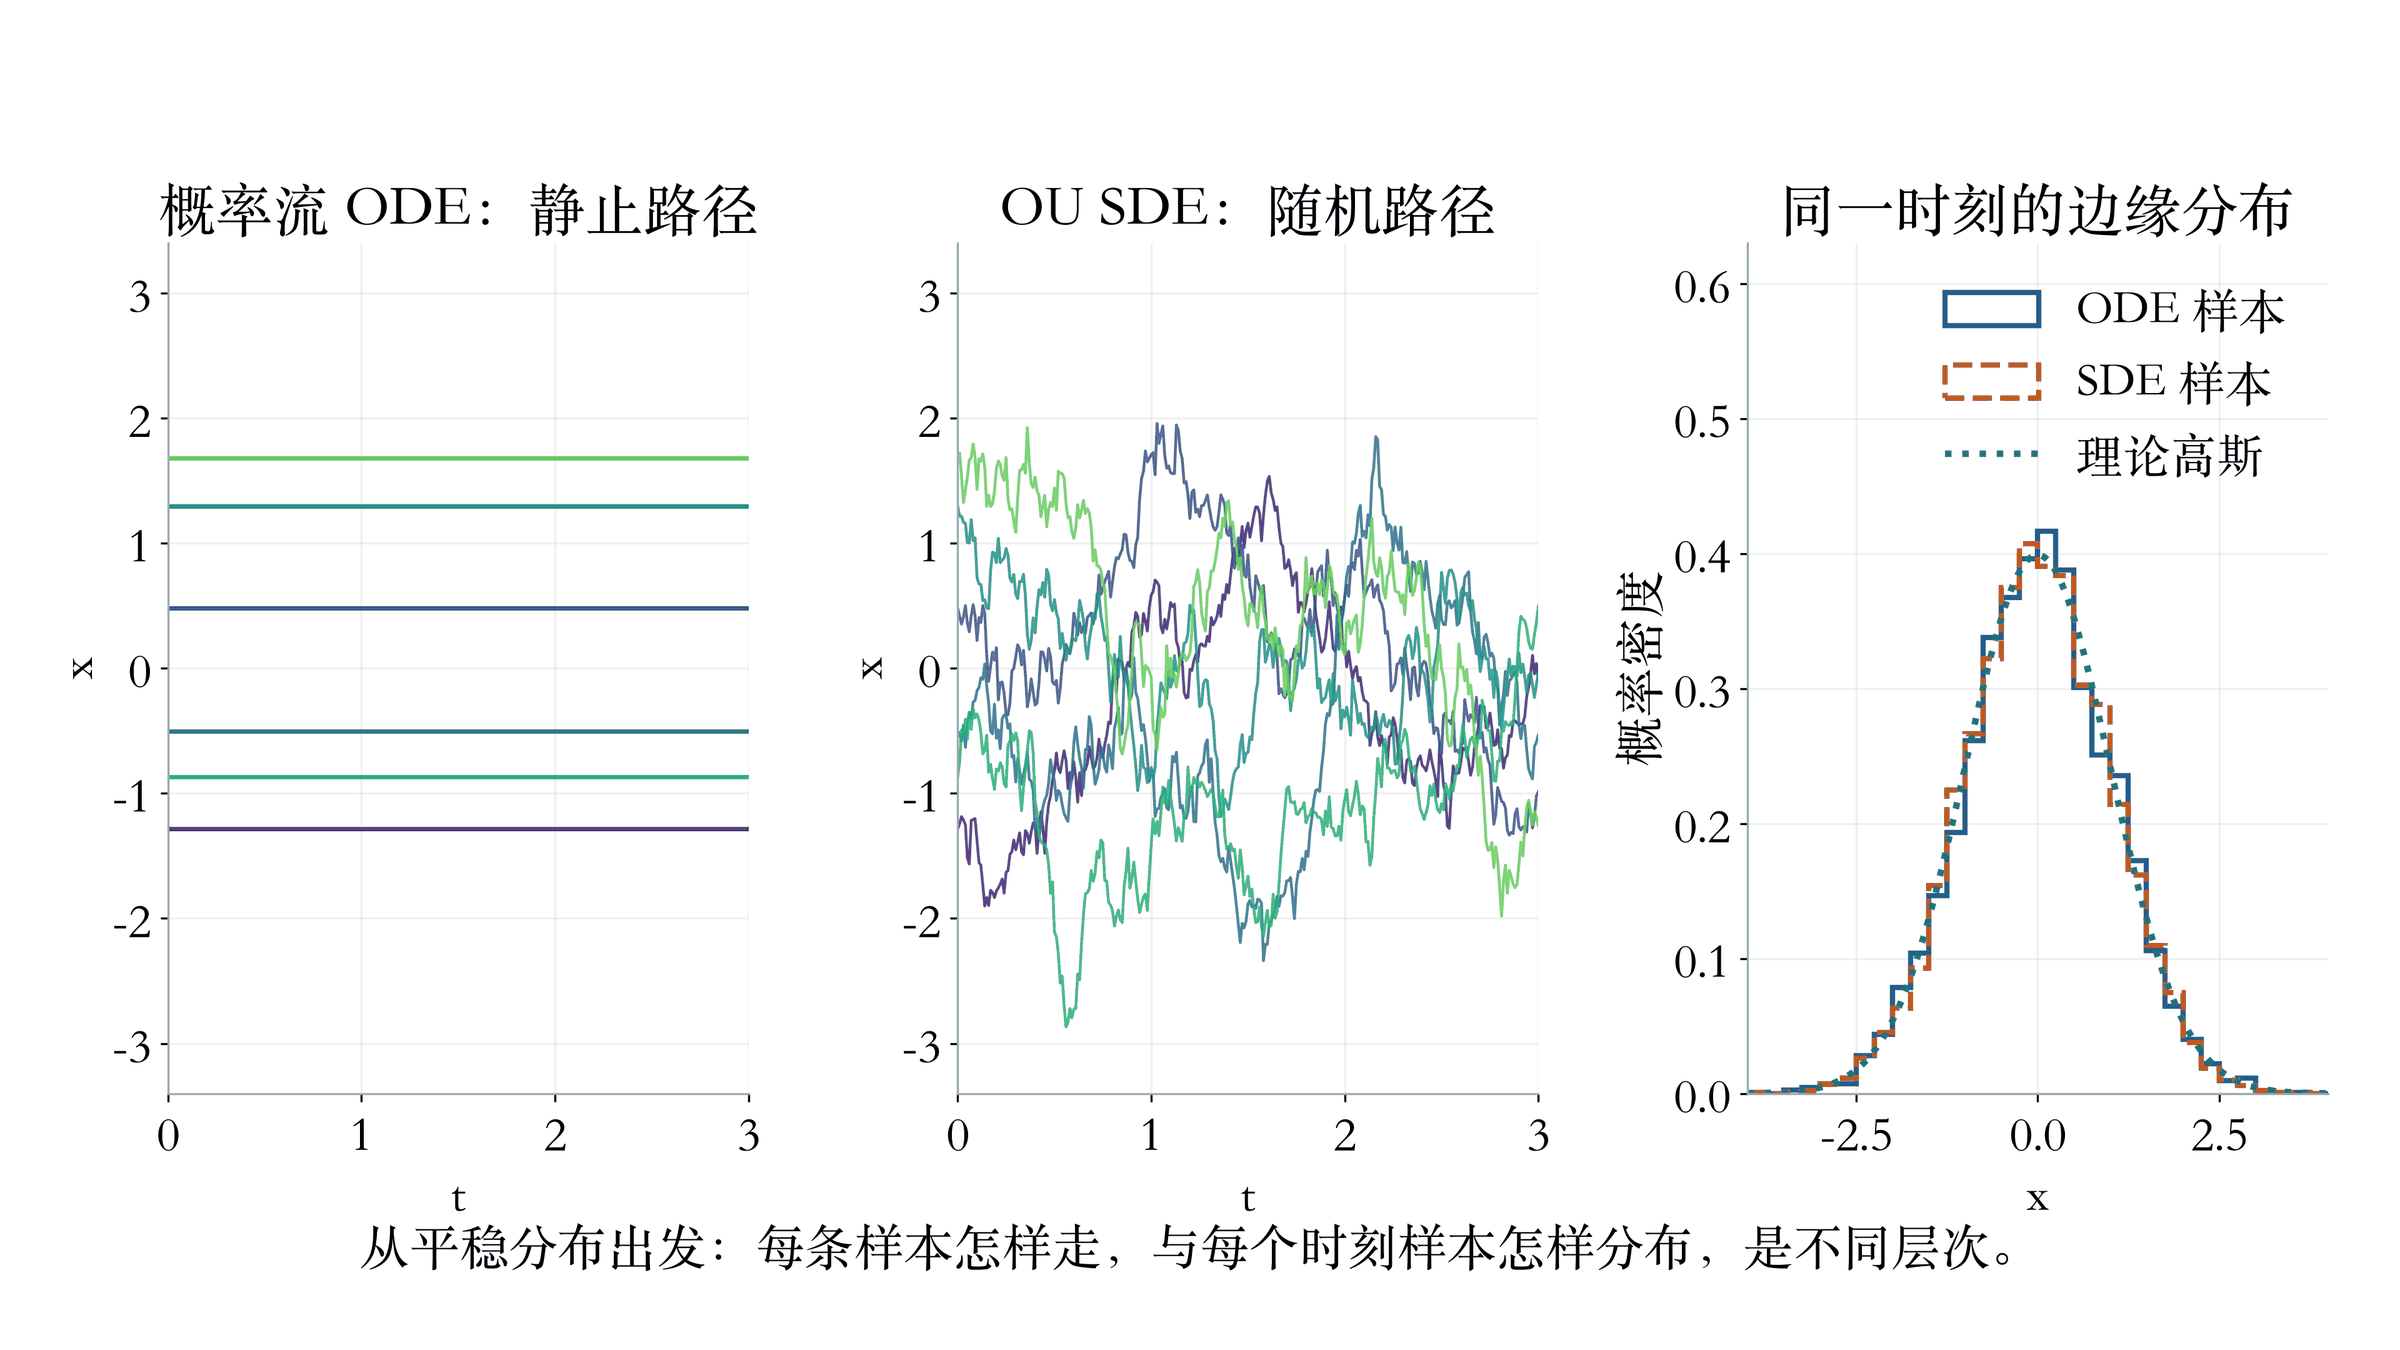 概率流 ODE：静止路径
3
2
1
0
-1
-2
-3
x
0 1 2 3
t
OU SDE：随机路径
3
2
1
0
-1
-2
-3
x
0 1 2 3
t
同一时刻的边缘分布
ODE 样本
SDE 样本
理论高斯
0.6
0.5
0.4
0.3
0.2
0.1
0.0
概率密度
-2.5 0.0 2.5
x
从平稳分布出发：每条样本怎样走，与每个时刻样本怎样分布，是不同层次。